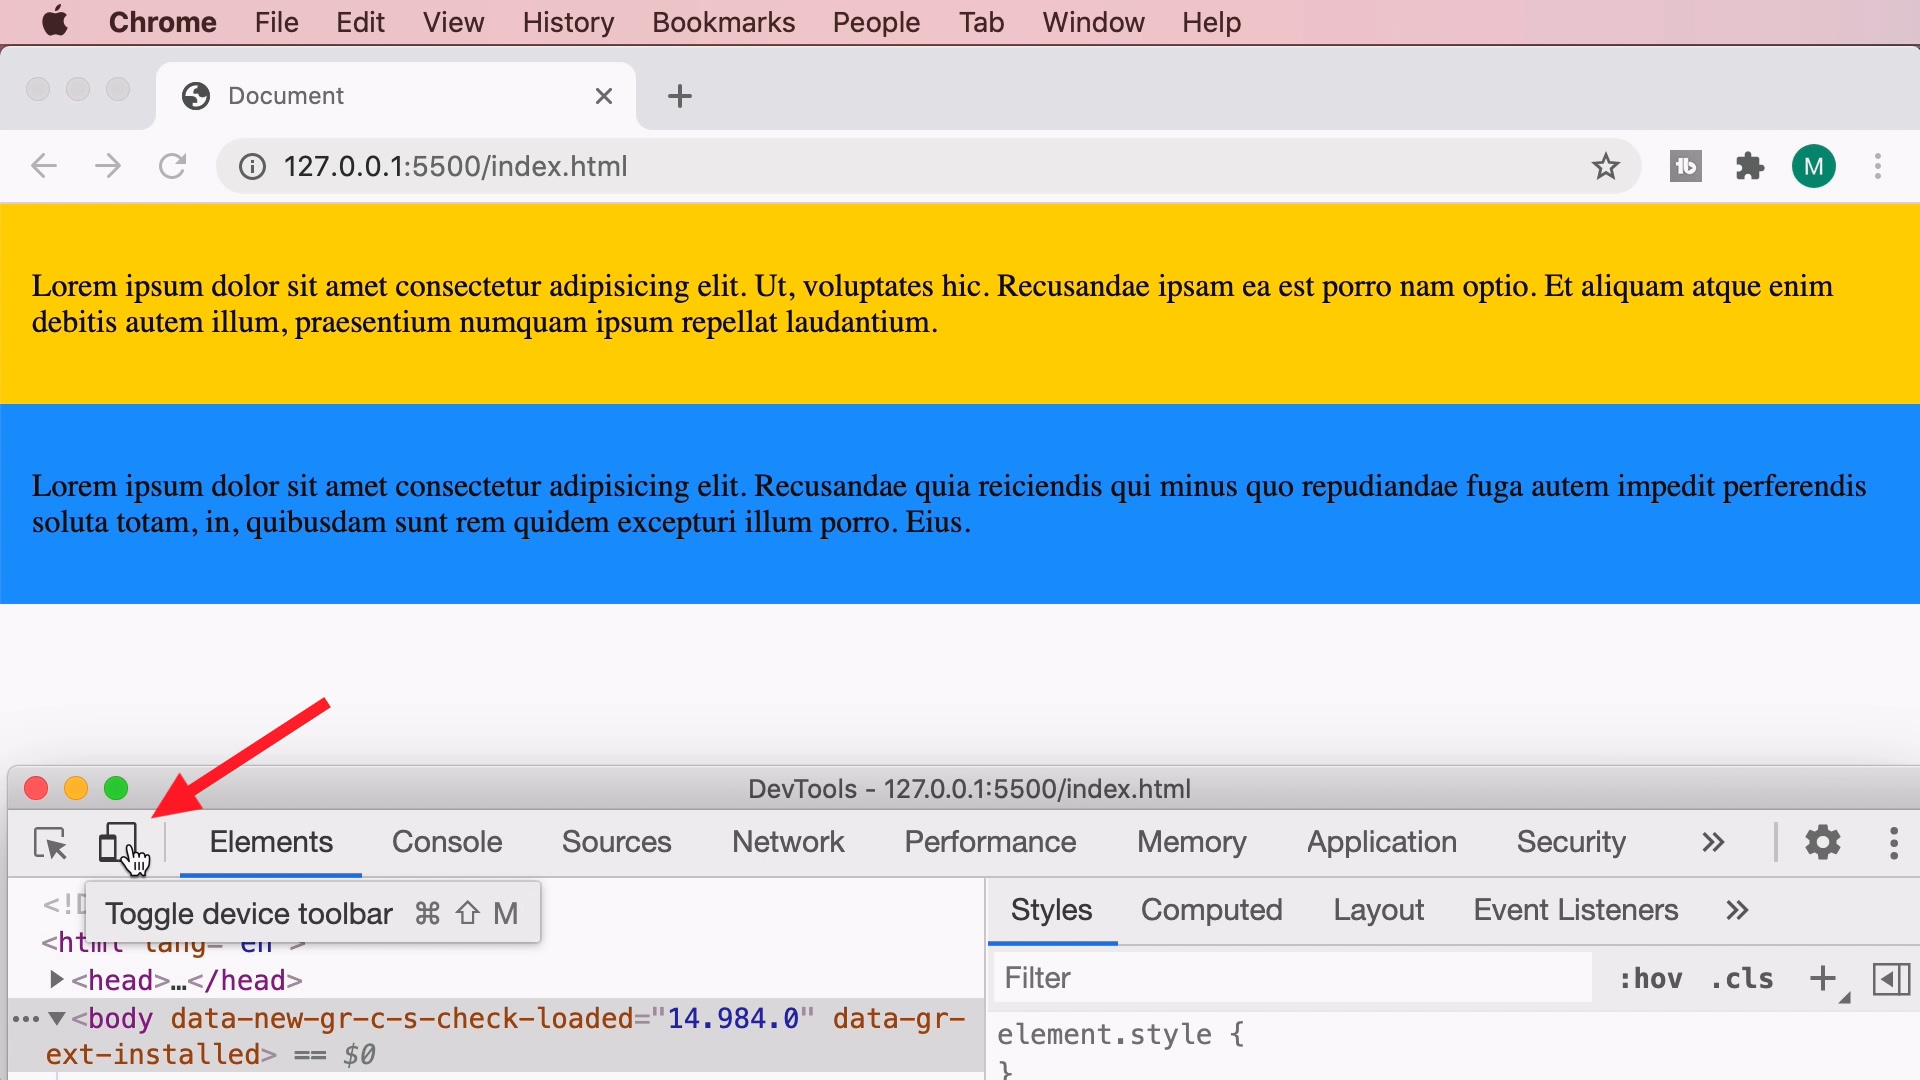 Chrome File Edit View History Bookmarks People Tab Window Help
Document
127.0.0.1:5500/index.html
M
Lorem ipsum dolor sit amet consectetur adipisicing elit. Ut, voluptates hic. Recusandae ipsam ea est porro nam optio. Et aliquam atque enim
debitis autem illum, praesentium numquam ipsum repellat laudantium.
Lorem ipsum dolor sit amet consectetur adipisicing elit. Recusandae quia reiciendis qui minus quo repudiandae fuga autem impedit perferendis
soluta totam, in, quibusdam sunt rem quidem excepturi illum porro. Eius.
DevTools - 127.0.0.1:5500/index.html
Elements Console Sources Network Performance Memory Application Security »
Toggle device toolbar ⌘ ⇧ M
<!D
<html lang="en">
▶<head>…</head>
••• ▼<body data-new-gr-c-s-check-loaded="14.984.0" data-gr-
ext-installed> == $0
Styles Computed Layout Event Listeners »
Filter :hov .cls +
element.style {
}